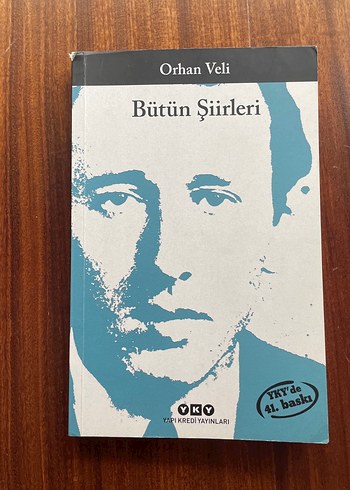 Orhan Veli
Bütün Şiirleri
YKY'de
41. baskı
YKY
YAPI KREDİ YAYINLARI